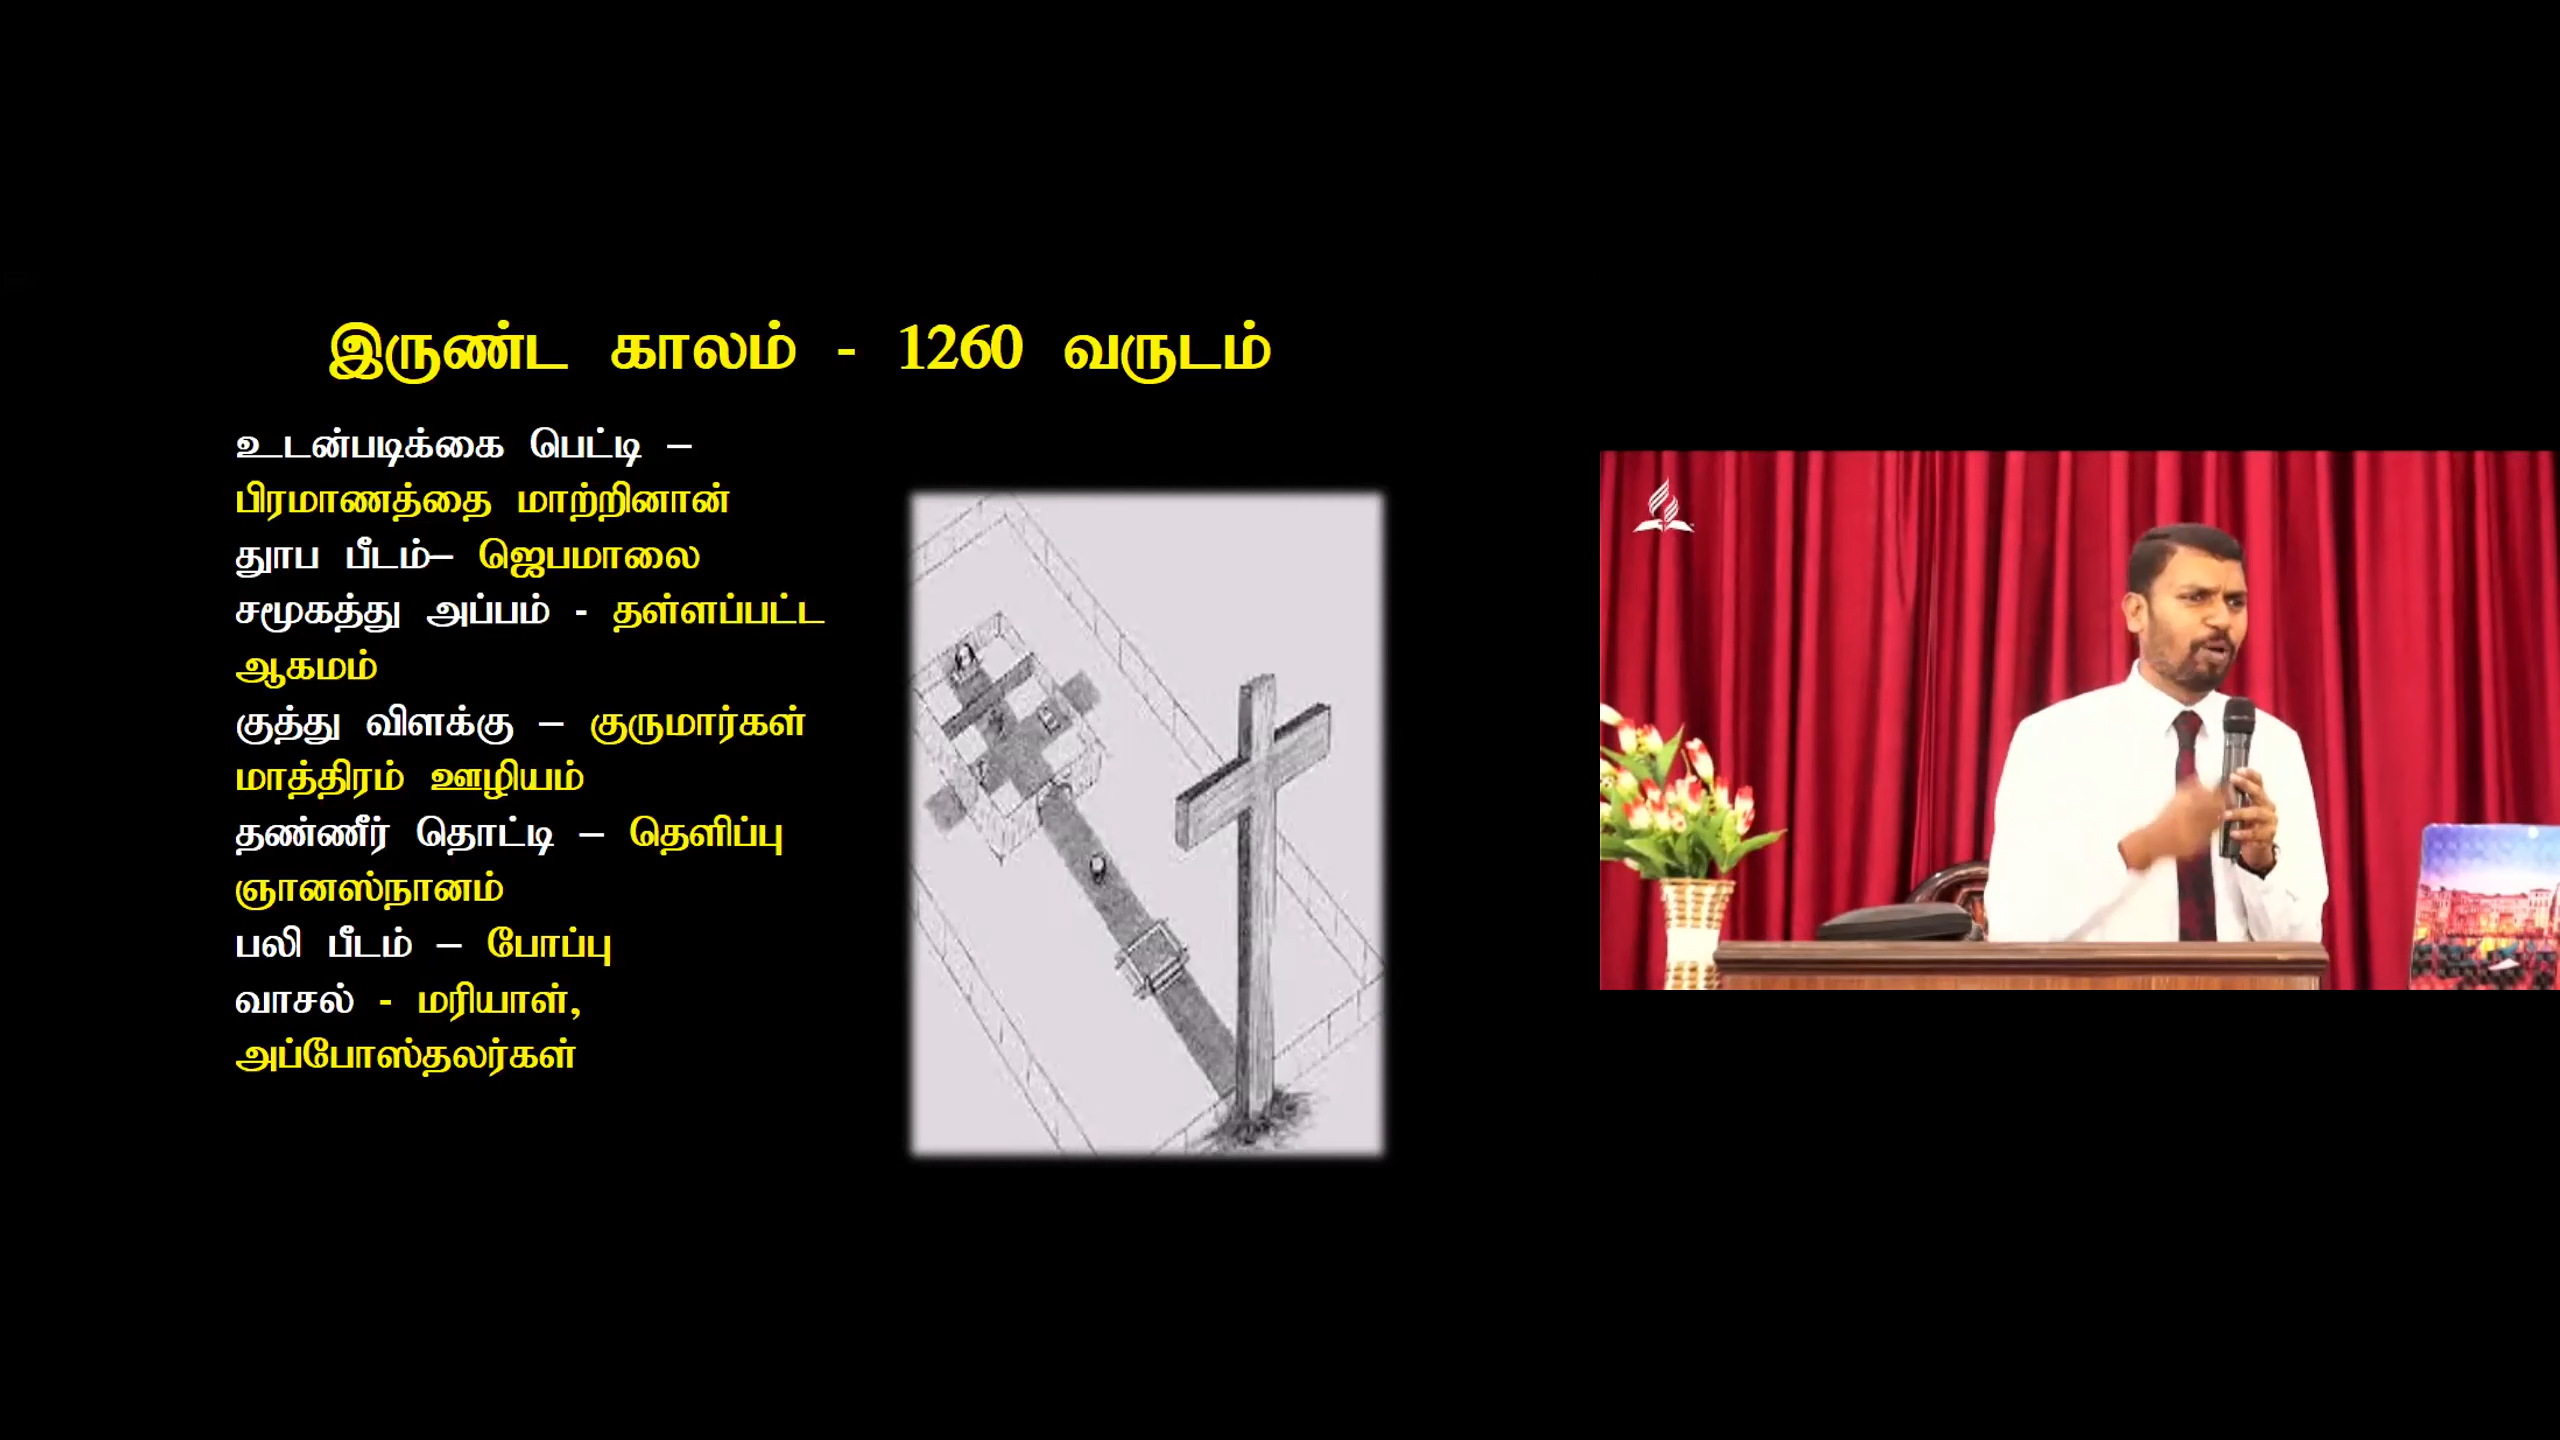 இருண்ட காலம் - 1260 வருடம்
உடன்படிக்கை பெட்டி –
பிரமாணத்தை மாற்றினான்
தூப பீடம்– ஜெபமாலை
சமூகத்து அப்பம் - தள்ளப்பட்ட
ஆகமம்
குத்து விளக்கு – குருமார்கள்
மாத்திரம் ஊழியம்
தண்ணீர் தொட்டி – தெளிப்பு
ஞானஸ்நானம்
பலி பீடம் – போப்பு
வாசல் - மரியாள்,
அப்போஸ்தலர்கள்